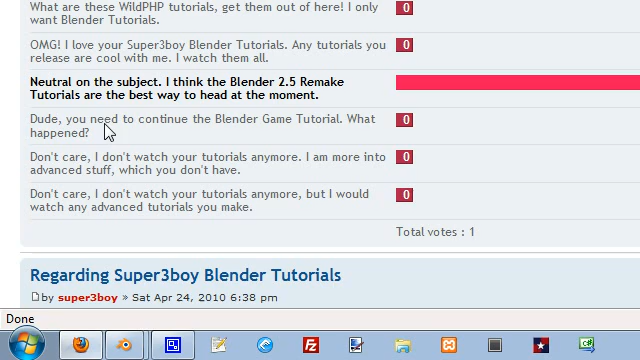 What are these WildPHP tutorials, get them out of here! I only
want Blender Tutorials.
0
OMG! I love your Super3boy Blender Tutorials. Any tutorials you
release are cool with me. I watch them all.
0
Neutral on the subject. I think the Blender 2.5 Remake
Tutorials are the best way to head at the moment.
Dude, you need to continue the Blender Game Tutorial. What
happened?
0
Don't care, I don't watch your tutorials anymore. I am more into
advanced stuff, which you don't have.
0
Don't care, I don't watch your tutorials anymore, but I would
watch any advanced tutorials you make.
0
Total votes : 1
Regarding Super3boy Blender Tutorials
by super3boy » Sat Apr 24, 2010 6:38 pm
Done